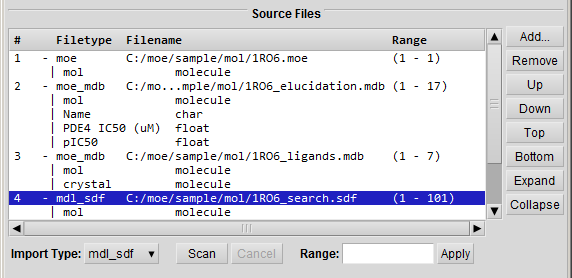 Source Files
# Filetype Filename Range
1 - moe C:/moe/sample/mol/1RO6.moe (1 - 1)
| mol molecule
2 - moe_mdb C:/mo...mple/mol/1RO6_elucidation.mdb (1 - 17)
| mol molecule
| Name char
| PDE4 IC50 (uM) float
| pIC50 float
3 - moe_mdb C:/moe/sample/mol/1RO6_ligands.mdb (1 - 7)
| mol molecule
| crystal molecule
4 - mdl_sdf C:/moe/sample/mol/1RO6_search.sdf (1 - 101)
| mol molecule
Add...
Remove
Up
Down
Top
Bottom
Expand
Collapse
Import Type: mdl_sdf Scan Cancel Range: Apply